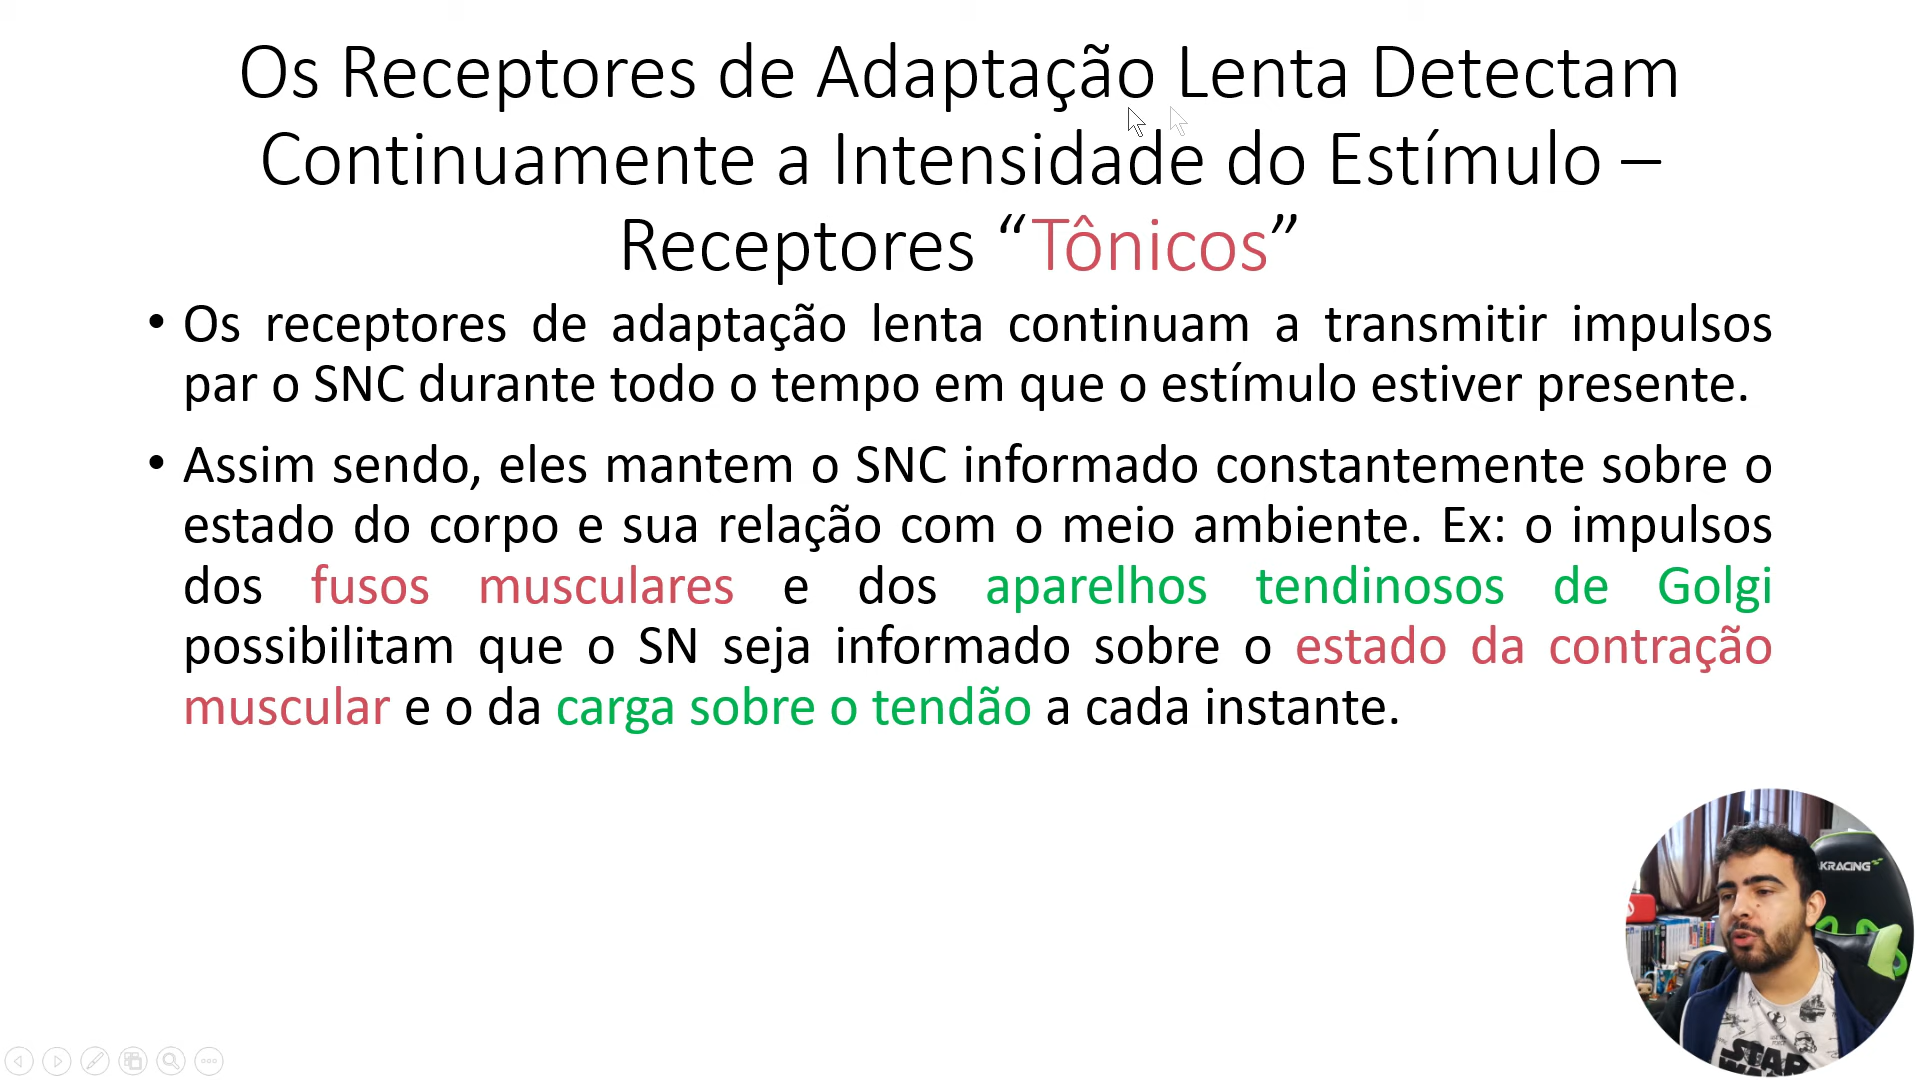 Os Receptores de Adaptação Lenta Detectam
Continuamente a Intensidade do Estímulo –
Receptores “Tônicos”
• Os receptores de adaptação lenta continuam a transmitir impulsos
par o SNC durante todo o tempo em que o estímulo estiver presente.
• Assim sendo, eles mantem o SNC informado constantemente sobre o
estado do corpo e sua relação com o meio ambiente. Ex: o impulsos
dos fusos musculares e dos aparelhos tendinosos de Golgi
possibilitam que o SN seja informado sobre o estado da contração
muscular e o da carga sobre o tendão a cada instante.
KRACING
STAR